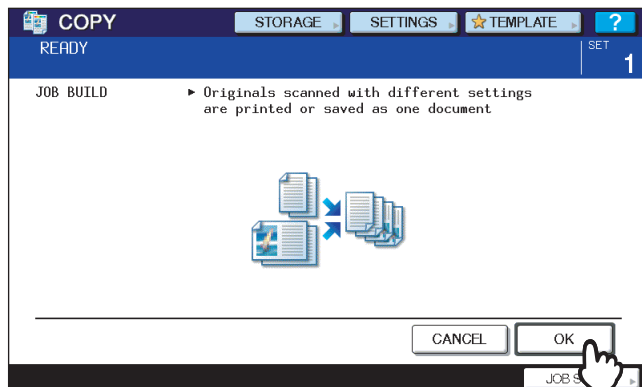 COPY
STORAGE
SETTINGS
TEMPLATE
?
READY
SET
1
JOB BUILD
► Originals scanned with different settings
are printed or saved as one document
CANCEL
OK
JOB S